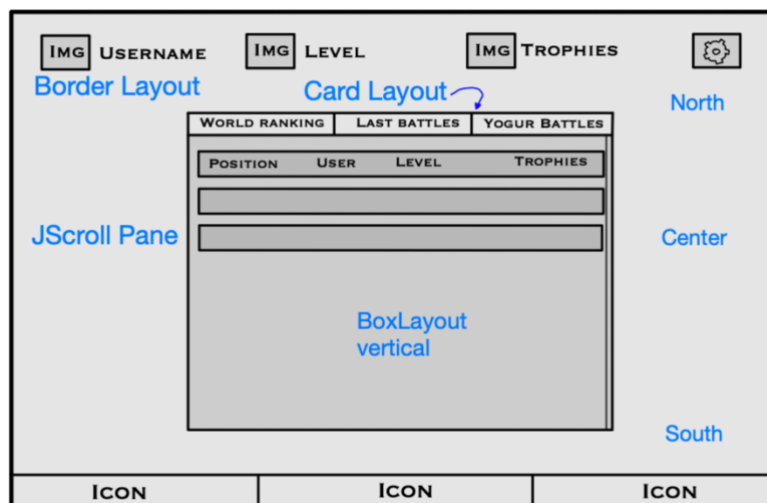 IMG USERNAME IMG LEVEL IMG TROPHIES
Border Layout Card Layout North
WORLD RANKING LAST BATTLES YOGUR BATTLES
POSITION USER LEVEL TROPHIES
JScroll Pane Center
BoxLayout
vertical
South
ICON ICON ICON